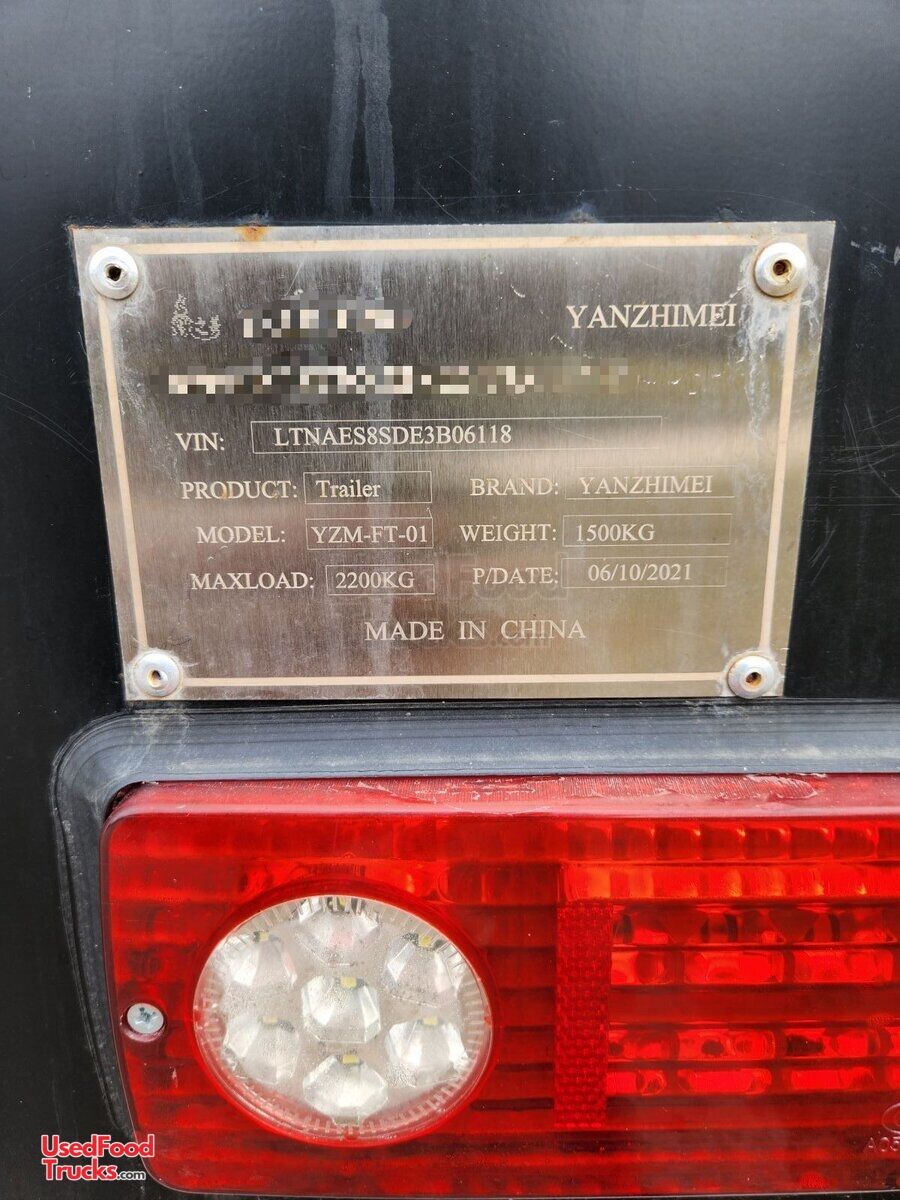 YANZHIMEI
VIN: LTNAES8SDE3B06118
PRODUCT: Trailer BRAND: YANZHIMEI
MODEL: YZM-FT-01 WEIGHT: 1500KG
MAXLOAD: 2200KG P/DATE: 06/10/2021
MADE IN CHINA
UsedFood
Trucks.com